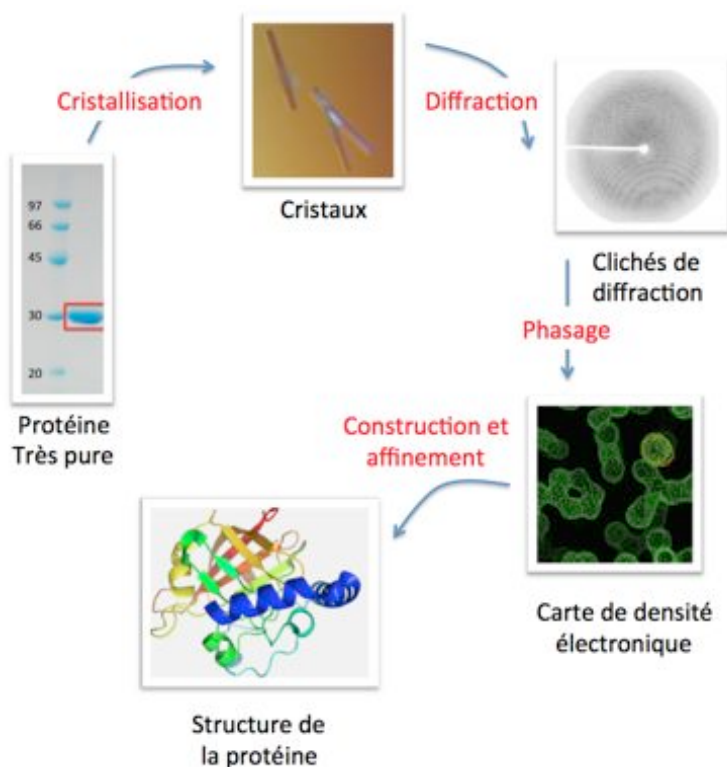 Cristallisation
Cristaux
Diffraction
Clichés de
diffraction
Phasage
97
66
45
30
20
Protéine
Très pure
Construction et
affinement
Carte de densité
électronique
Structure de
la protéine